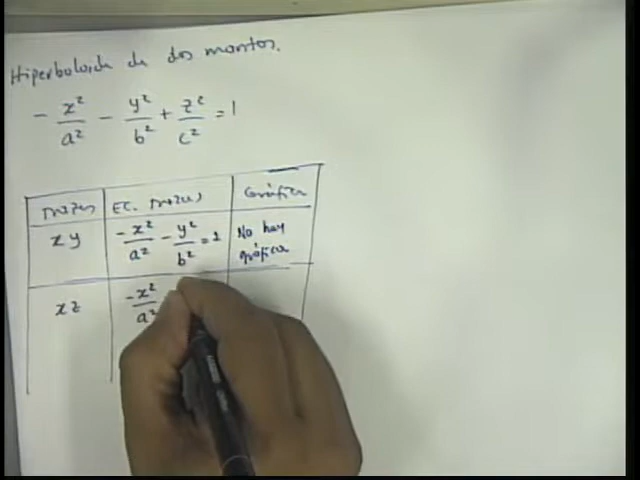 Hiperboloide de dos mantos.
- x²/a² - y²/b² + z²/c² = 1
Trazas Ec. trazas Gráfica
xy -x²/a² - y²/b² = 1 No hay gráfica
xz -x²/a²